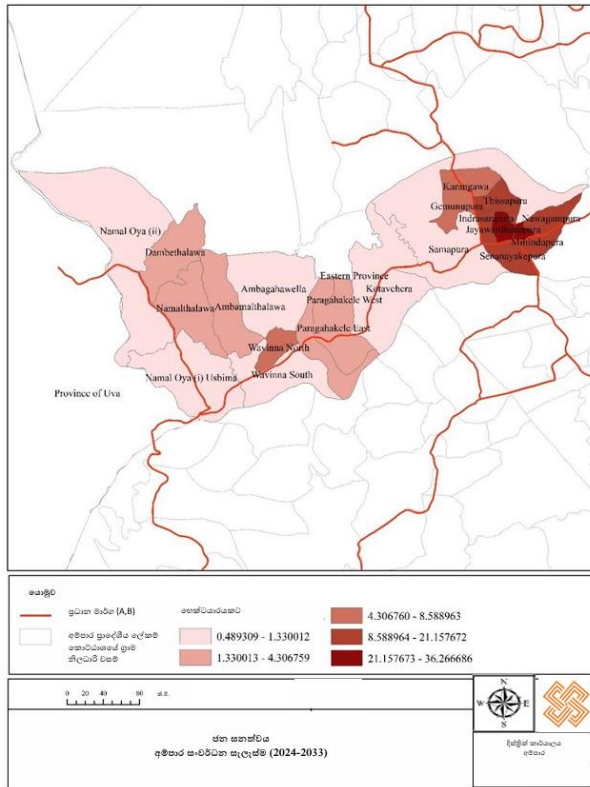 Karangawa
Gemunupura
Thissapura
Indrasarapura
Nawagampura
Jayawardhanapura
Mihindupura
Senanayakepura
Samapura
Namal Oya (ii)
Dambethalawa
Ambagahawella
Eastern Province
Kotavehera
Namalthalawa
Ambamalthalawa
Paragahakele West
Paragahakele East
Wavinna North
Namal Oya (i) Usbima
Wavinna South
Province of Uva
යොමුව
ප්‍රධාන මාර්ග (A,B)
අම්පාර ප්‍රාදේශීය ලේකම්
කොට්ඨාශයේ ග්‍රාම
නිලධාරි වසම්
හෙක්ටයාරයකට
0.489309 - 1.330012
1.330013 - 4.306759
4.306760 - 8.588963
8.588964 - 21.157672
21.157673 - 36.266686
0 20 40 80 කි.මී.
ජන ඝනත්වය
අම්පාර සංවර්ධන සැලැස්ම (2024-2033)
N
W E
S
දිස්ත්‍රික් කාර්යාලය
අම්පාර